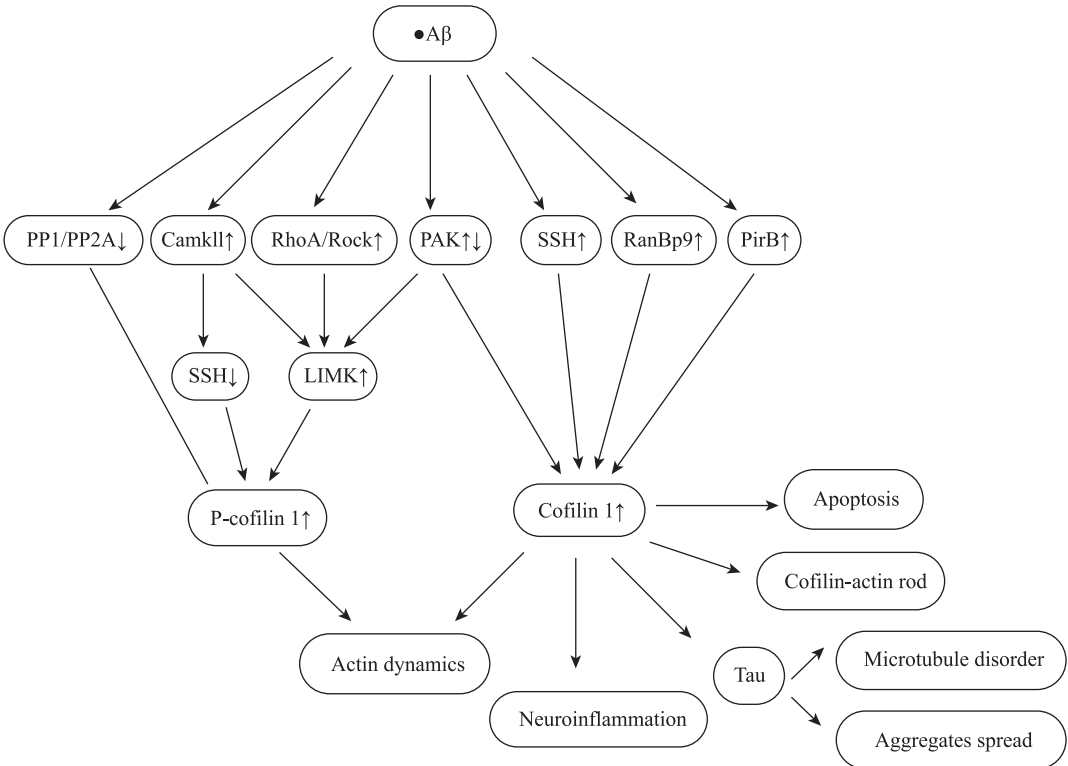 ●Aβ
PP1/PP2A↓
Camkll↑
RhoA/Rock↑
PAK↑↓
SSH↑
RanBp9↑
PirB↑
SSH↓
LIMK↑
P-cofilin 1↑
Cofilin 1↑
Apoptosis
Cofilin-actin rod
Actin dynamics
Neuroinflammation
Tau
Microtubule disorder
Aggregates spread